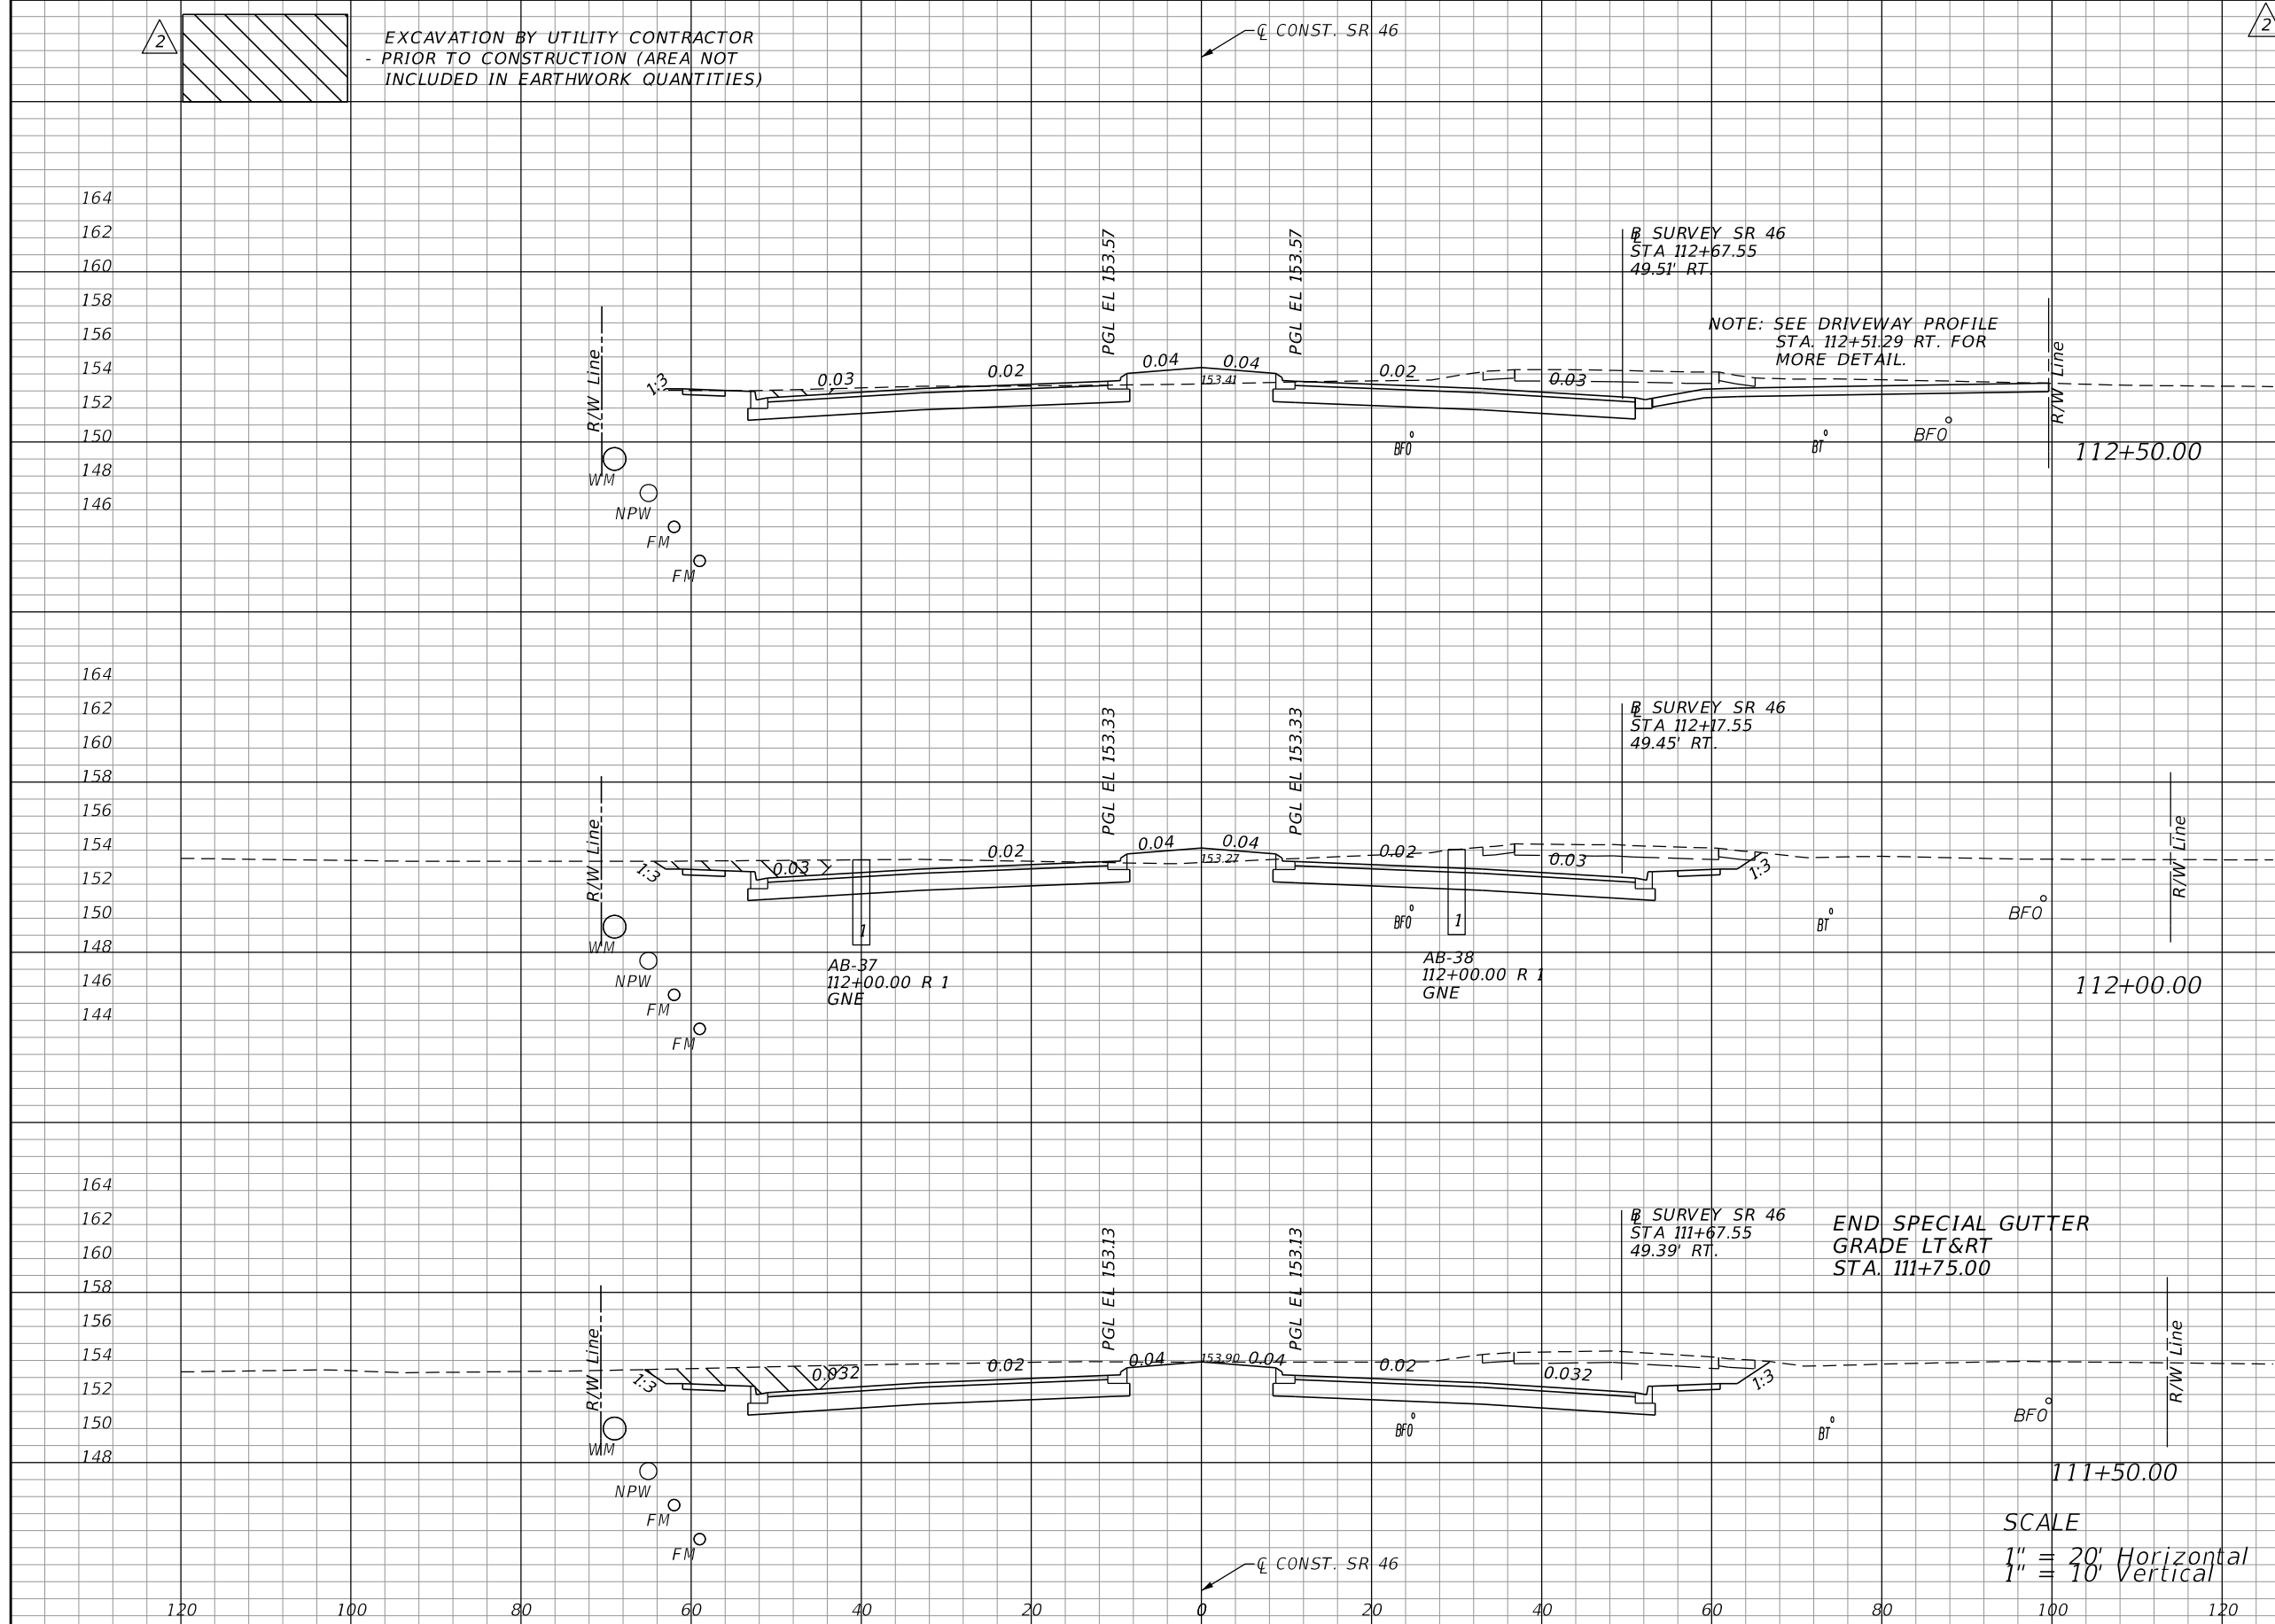 2
EXCAVATION BY UTILITY CONTRACTOR
- PRIOR TO CONSTRUCTION (AREA NOT
INCLUDED IN EARTHWORK QUANTITIES)
℄ CONST. SR 46
2
164
162
160
158
156
154
152
150
148
146
R/W Line
1:3
0.03
0.02
PGL EL 153.57
0.04
0.04
153.41
PGL EL 153.57
0.02
0.03
BL SURVEY SR 46
STA 112+67.55
49.51' RT.
NOTE: SEE DRIVEWAY PROFILE
STA. 112+51.29 RT. FOR
MORE DETAIL.
R/W Line
WM
NPW
FM
FM
BFO
BT
BFO
112+50.00
164
162
160
158
156
154
152
150
148
146
144
R/W Line
1:3
0.03
0.02
PGL EL 153.33
0.04
0.04
153.27
PGL EL 153.33
0.02
0.03
BL SURVEY SR 46
STA 112+17.55
49.45' RT.
1:3
R/W Line
WM
NPW
FM
FM
1
AB-37
112+00.00 R 1
GNE
BFO
1
AB-38
112+00.00 R 1
GNE
BT
BFO
112+00.00
164
162
160
158
156
154
152
150
148
R/W Line
1:3
0.032
0.02
PGL EL 153.13
0.04
153.90
0.04
PGL EL 153.13
0.02
0.032
BL SURVEY SR 46
STA 111+67.55
49.39' RT.
END SPECIAL GUTTER
GRADE LT&RT
STA. 111+75.00
1:3
R/W Line
WM
NPW
FM
FM
BFO
BT
BFO
111+50.00
SCALE
1" = 20' Horizontal
1" = 10' Vertical
℄ CONST. SR 46
120 100 80 60 40 20 0 20 40 60 80 100 120